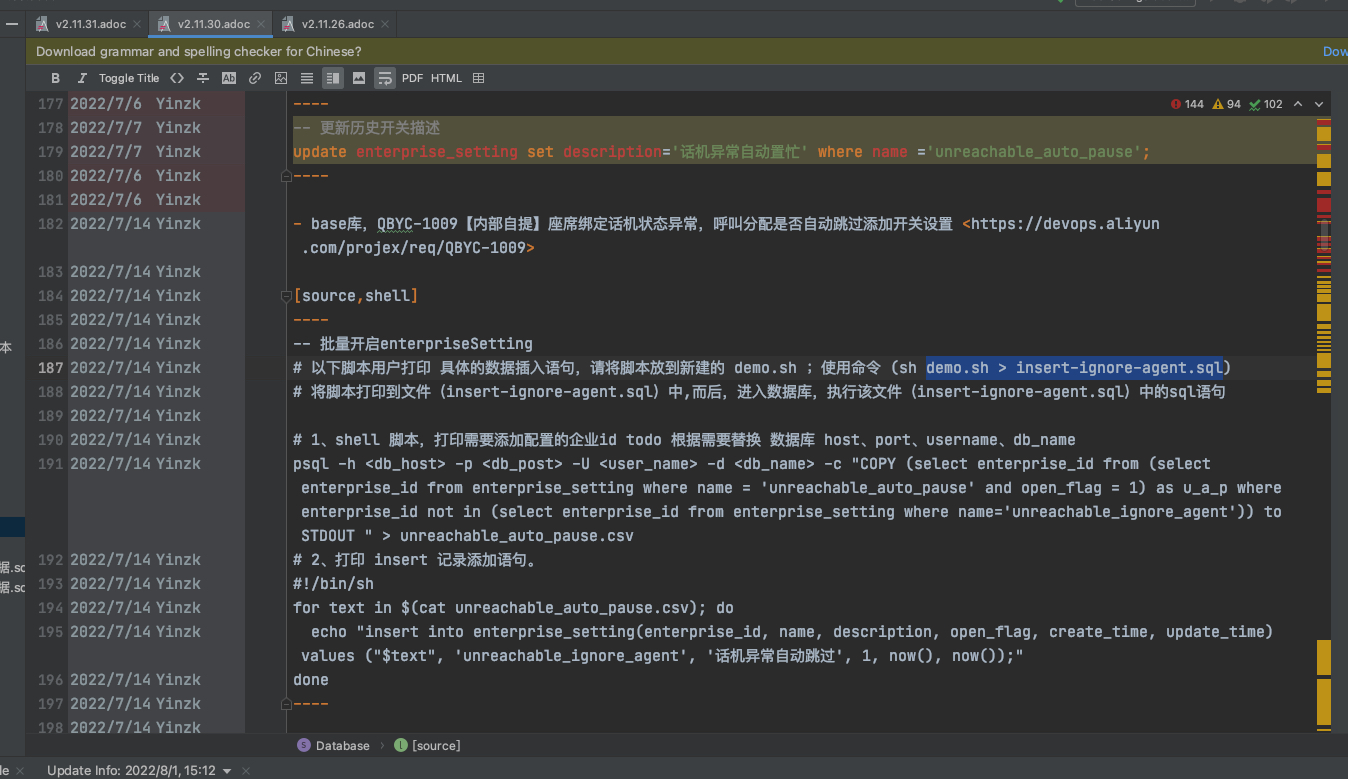 v2.11.31.adoc v2.11.30.adoc v2.11.26.adoc
Download grammar and spelling checker for Chinese? Dow
B I Toggle Title <> Ab PDF HTML
177 2022/7/6 Yinzk ---- 144 94 102
178 2022/7/7 Yinzk -- 更新历史开关描述
179 2022/7/7 Yinzk update enterprise_setting set description='话机异常自动置忙' where name ='unreachable_auto_pause';
180 2022/7/6 Yinzk ----
181 2022/7/6 Yinzk
182 2022/7/14 Yinzk - base库，QBYC-1009【内部自提】座席绑定话机状态异常，呼叫分配是否自动跳过添加开关设置 <https://devops.aliyun
.com/projex/req/QBYC-1009>
183 2022/7/14 Yinzk
184 2022/7/14 Yinzk [source,shell]
185 2022/7/14 Yinzk ----
186 2022/7/14 Yinzk -- 批量开启enterpriseSetting
187 2022/7/14 Yinzk # 以下脚本用户打印 具体的数据插入语句，请将脚本放到新建的 demo.sh ；使用命令（sh demo.sh > insert-ignore-agent.sql）
188 2022/7/14 Yinzk # 将脚本打印到文件（insert-ignore-agent.sql）中,而后，进入数据库，执行该文件（insert-ignore-agent.sql）中的sql语句
189 2022/7/14 Yinzk
190 2022/7/14 Yinzk # 1、shell 脚本，打印需要添加配置的企业id todo 根据需要替换 数据库 host、port、username、db_name
191 2022/7/14 Yinzk psql -h <db_host> -p <db_post> -U <user_name> -d <db_name> -c "COPY (select enterprise_id from (select
enterprise_id from enterprise_setting where name = 'unreachable_auto_pause' and open_flag = 1) as u_a_p where
enterprise_id not in (select enterprise_id from enterprise_setting where name='unreachable_ignore_agent')) to
STDOUT " > unreachable_auto_pause.csv
192 2022/7/14 Yinzk # 2、打印 insert 记录添加语句。
193 2022/7/14 Yinzk #!/bin/sh
194 2022/7/14 Yinzk for text in $(cat unreachable_auto_pause.csv); do
195 2022/7/14 Yinzk echo "insert into enterprise_setting(enterprise_id, name, description, open_flag, create_time, update_time)
values ("$text", 'unreachable_ignore_agent', '话机异常自动跳过', 1, now(), now());"
196 2022/7/14 Yinzk done
197 2022/7/14 Yinzk ----
198 2022/7/14 Yinzk
本
据.sq
据.sq
S Database > I [source]
le Update Info: 2022/8/1, 15:12